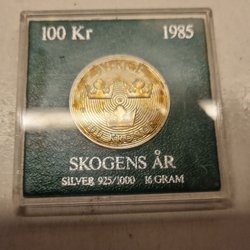 100 Kr 1985
SVERIGE
SKOGENS ÅR
SILVER 925/1000 16 GRAM